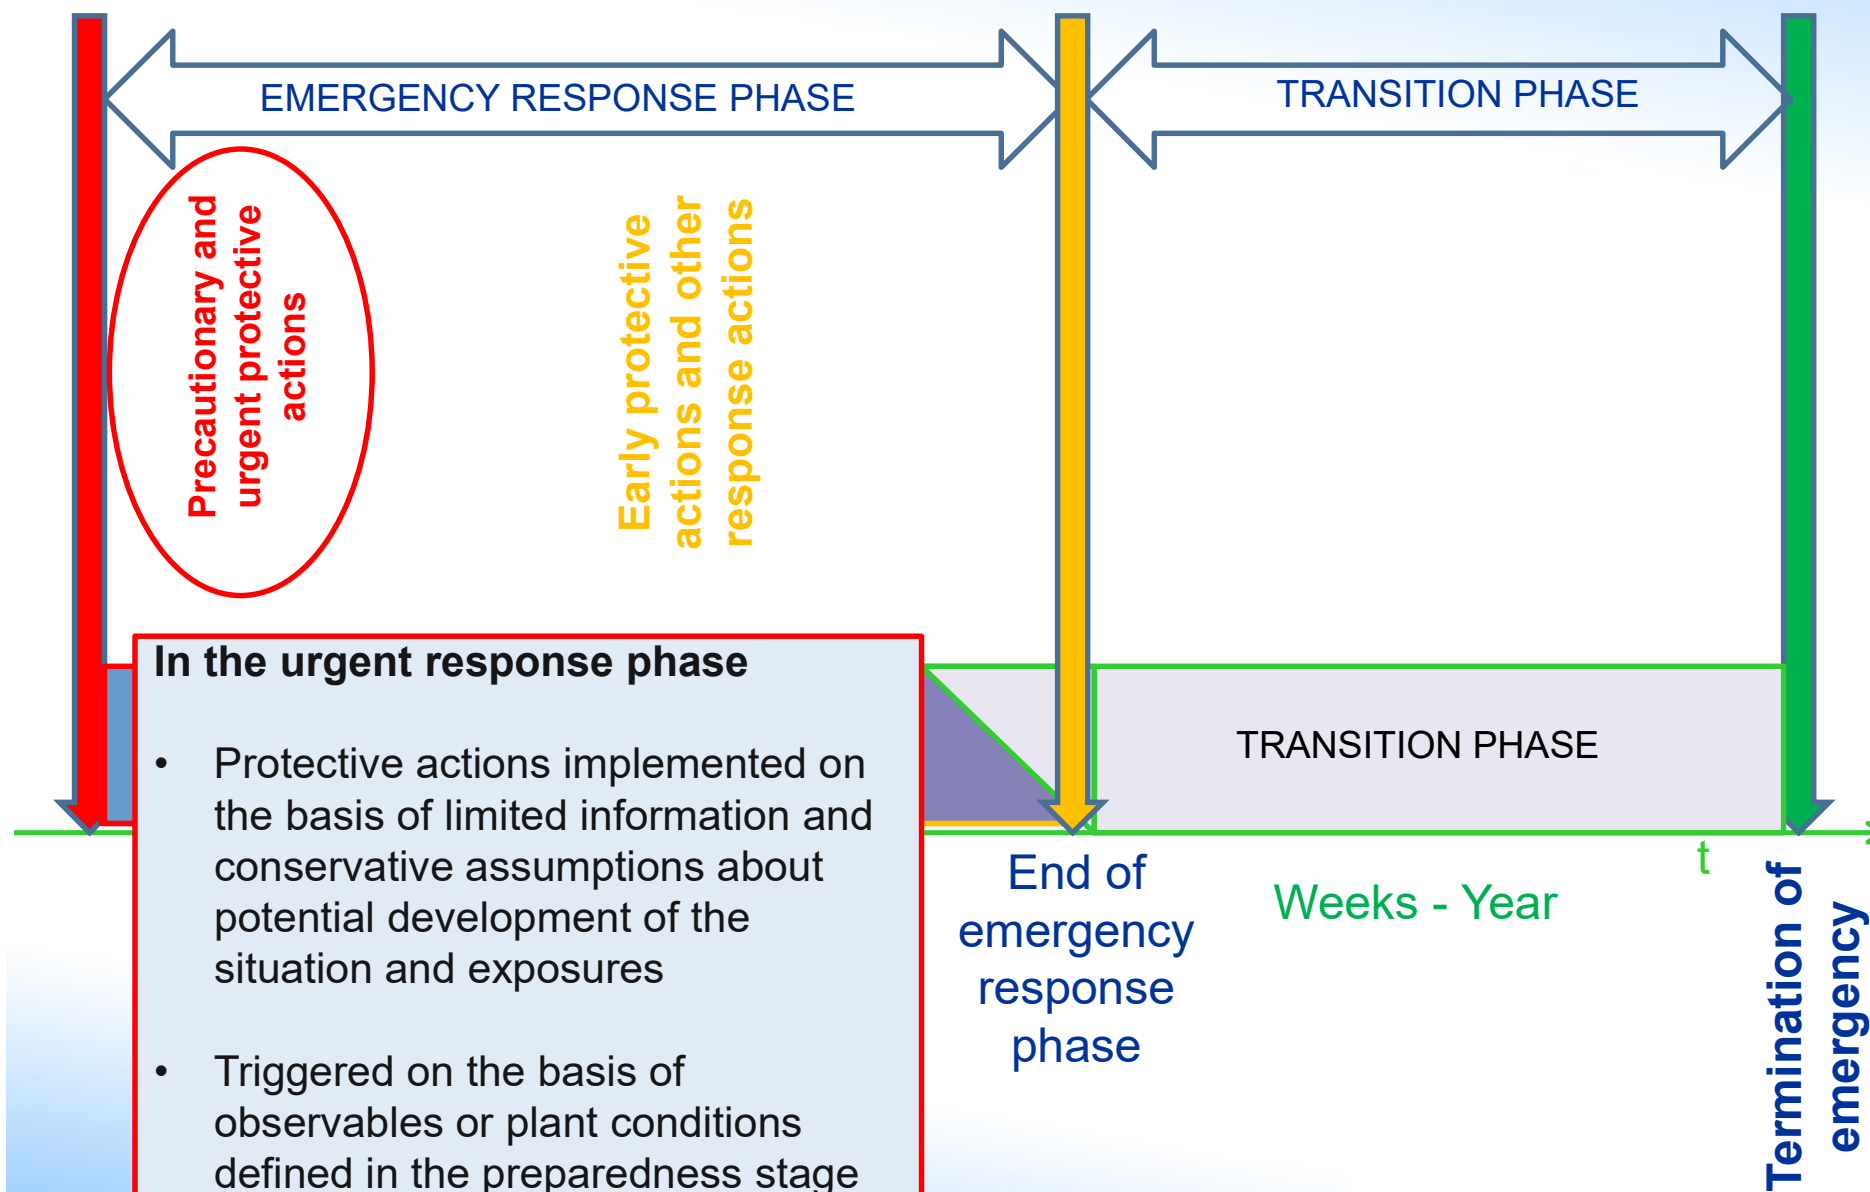 EMERGENCY RESPONSE PHASE
TRANSITION PHASE
Precautionary and
urgent protective
actions
Early protective
actions and other
response actions
In the urgent response phase
• Protective actions implemented on
the basis of limited information and
conservative assumptions about
potential development of the
situation and exposures
• Triggered on the basis of
observables or plant conditions
defined in the preparedness stage
TRANSITION PHASE
t
End of
emergency
response
phase
Weeks - Year
Termination of
emergency